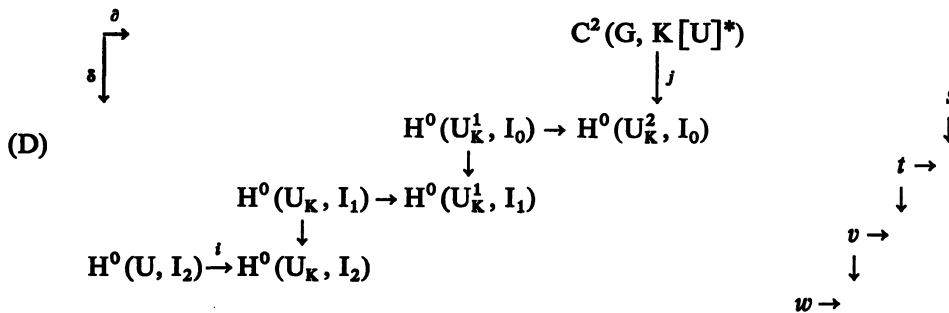 ∂ C²(G, K[U]*)
δ j
s
(D) H⁰(U¹_K, I₀) → H⁰(U²_K, I₀)
t →
H⁰(U_K, I₁) → H⁰(U¹_K, I₁)
v →
H⁰(U, I₂) →^i H⁰(U_K, I₂)
w →